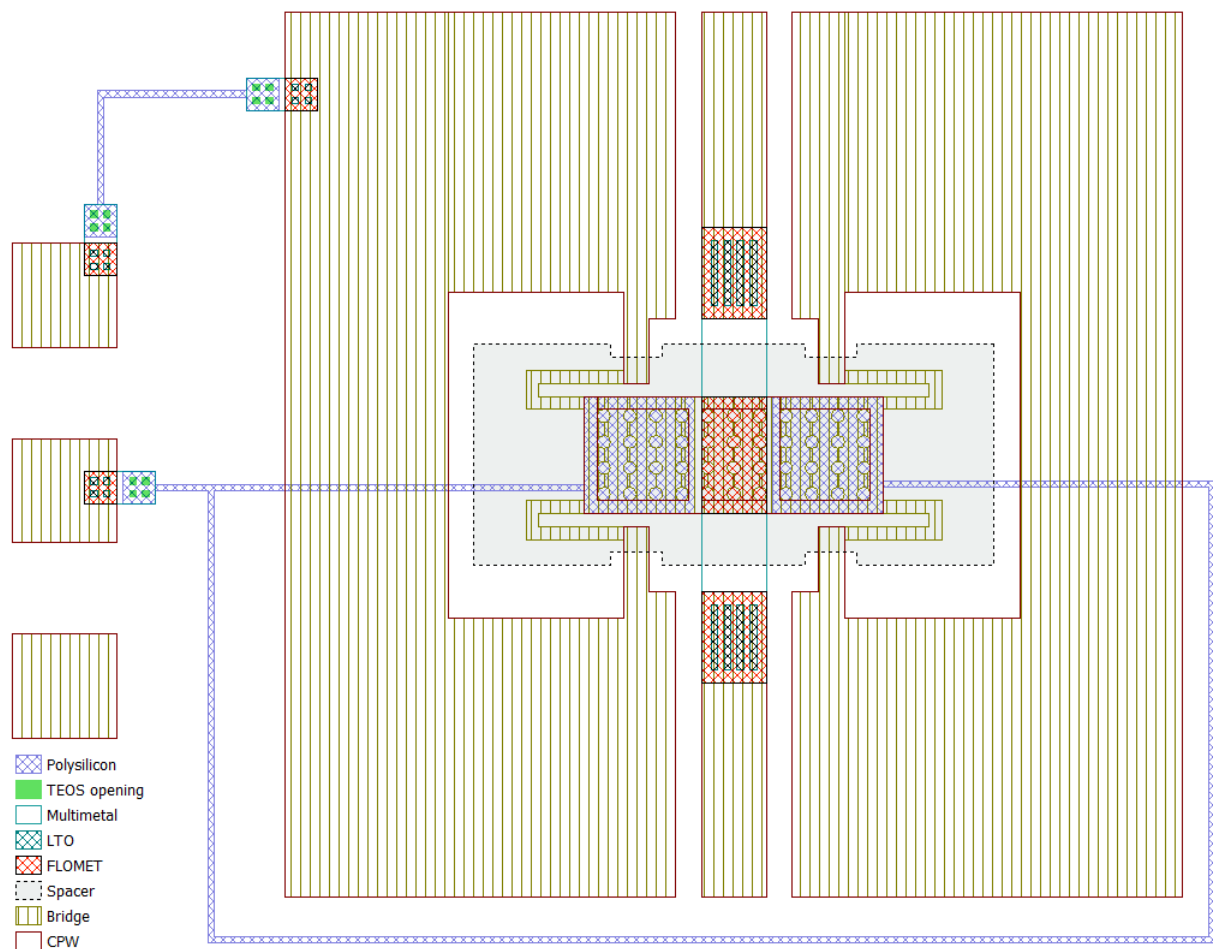 Polysilicon
TEOS opening
Multimetal
LTO
FLOMET
Spacer
Bridge
CPW